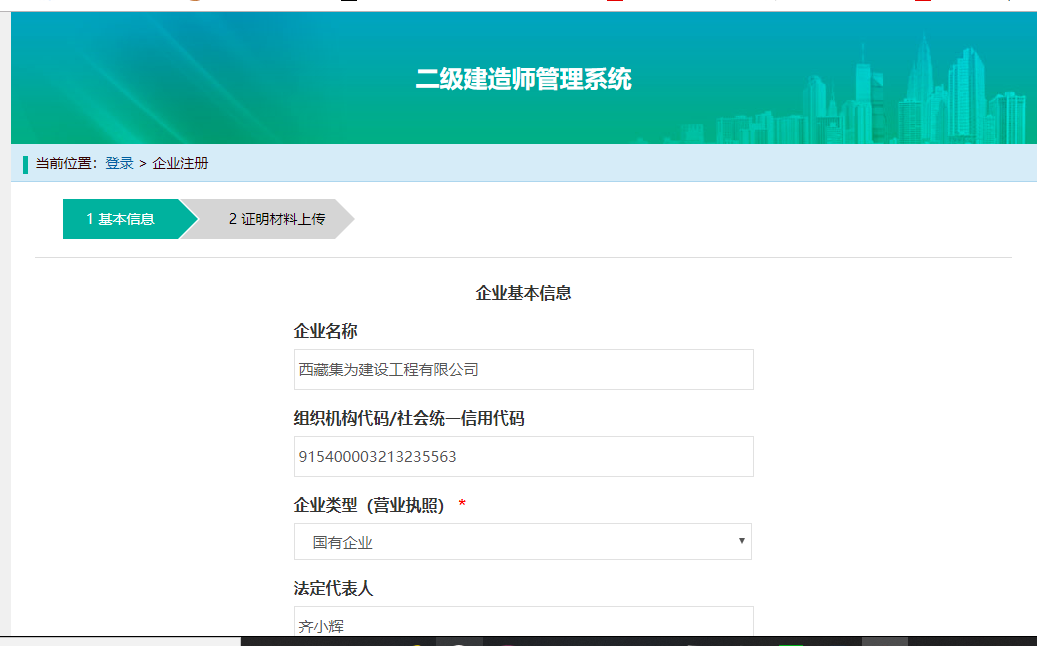 二级建造师管理系统
当前位置：登录 > 企业注册
1 基本信息 2 证明材料上传
企业基本信息
企业名称
西藏集为建设工程有限公司
组织机构代码/社会统一信用代码
915400003213235563
企业类型（营业执照） *
国有企业
法定代表人
齐小辉